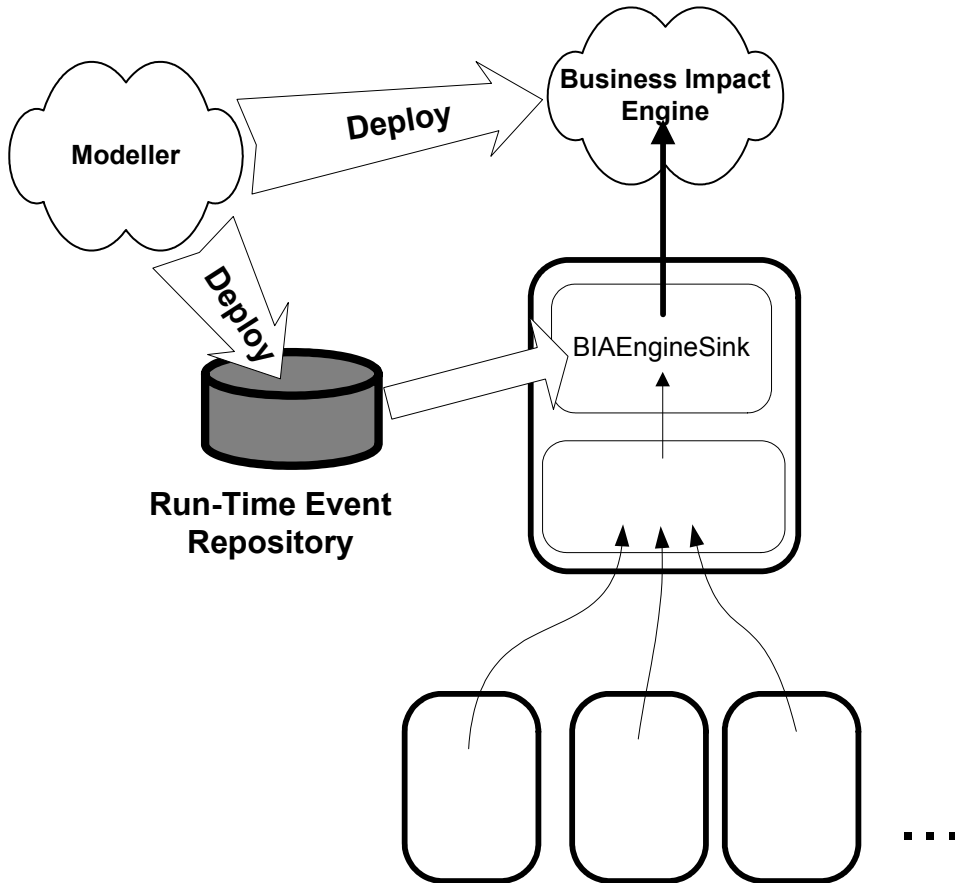 Business Impact
Engine
Deploy
Modeller
Deploy
BIAEngineSink
Run-Time Event
Repository
...